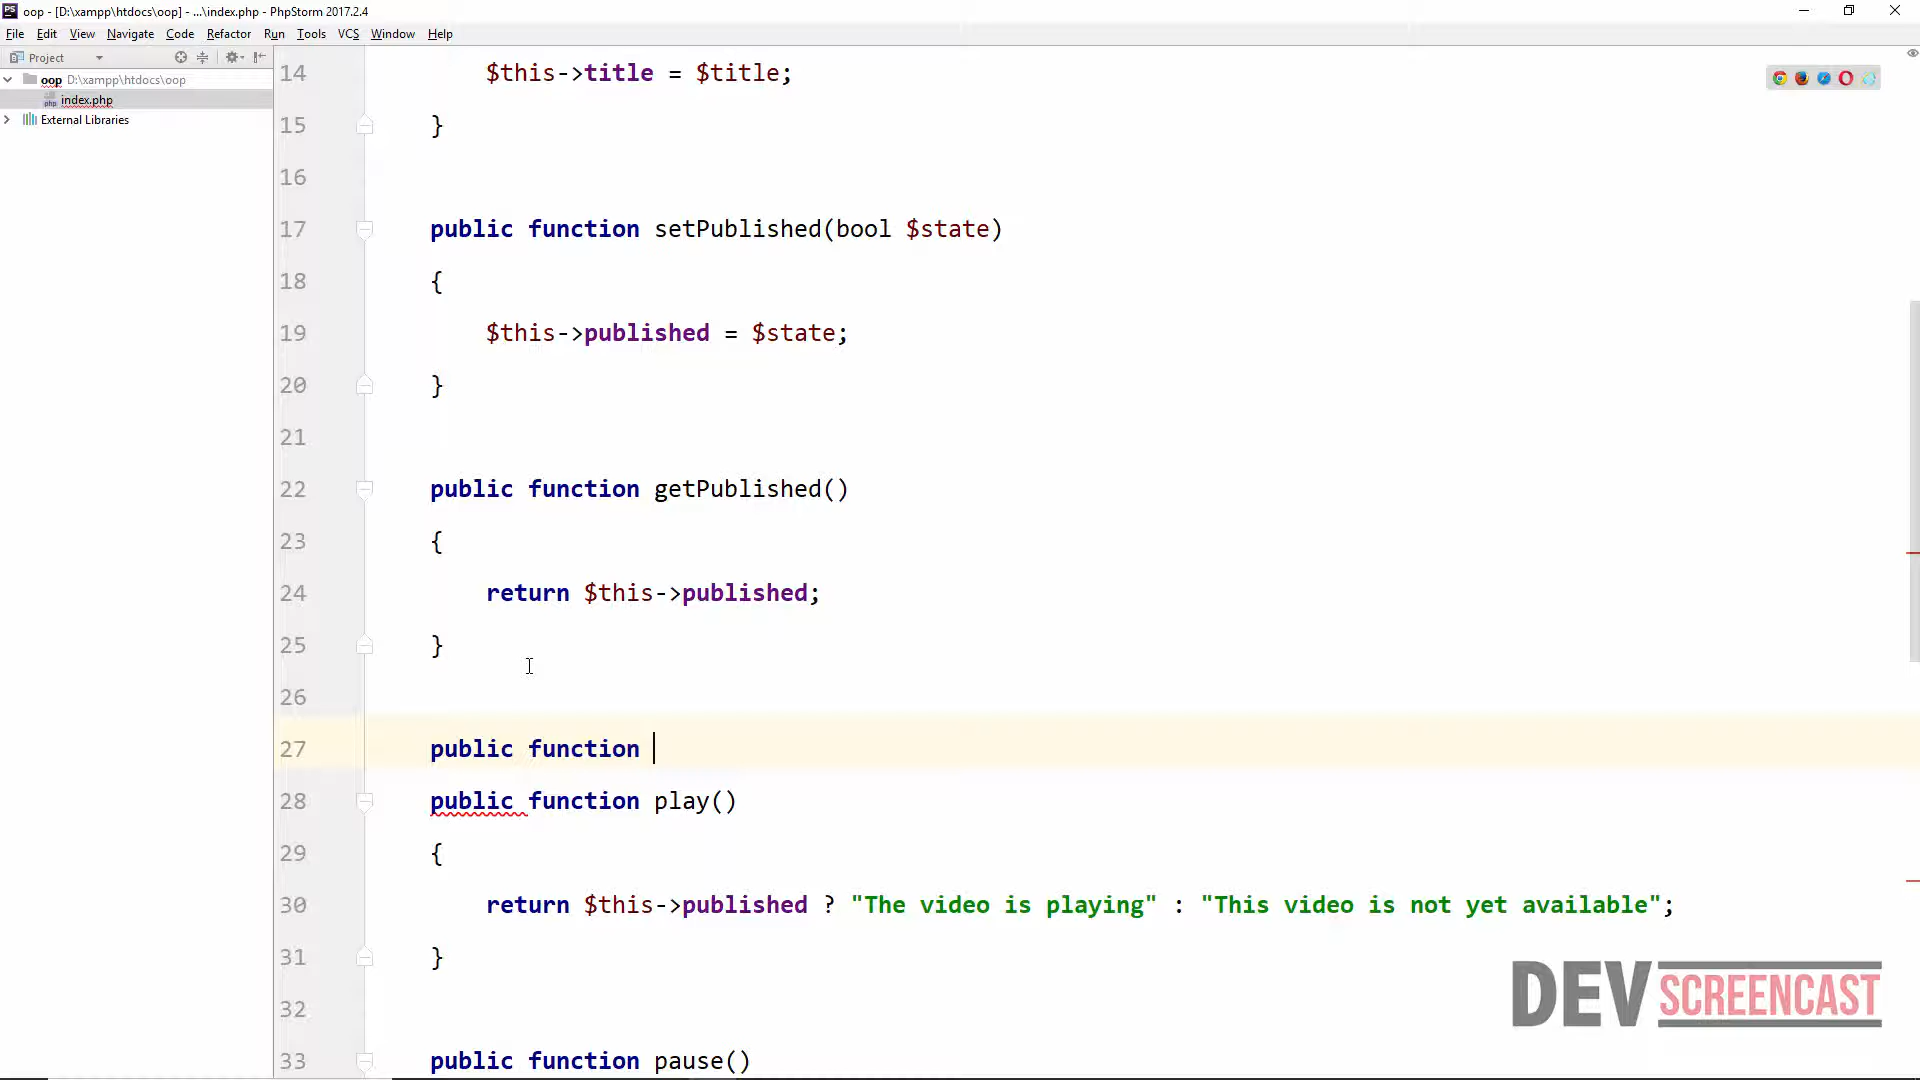 oop - [D:\xampp\htdocs\oop] - ...\index.php - PhpStorm 2017.2.4
File Edit View Navigate Code Refactor Run Tools VCS Window Help
Project
oop D:\xampp\htdocs\oop
index.php
External Libraries
14 $this->title = $title;
15 }
16
17 public function setPublished(bool $state)
18 {
19 $this->published = $state;
20 }
21
22 public function getPublished()
23 {
24 return $this->published;
25 }
26
27 public function
28 public function play()
29 {
30 return $this->published ? "The video is playing" : "This video is not yet available";
31 }
32
33 public function pause()
DEVSCREENCAST